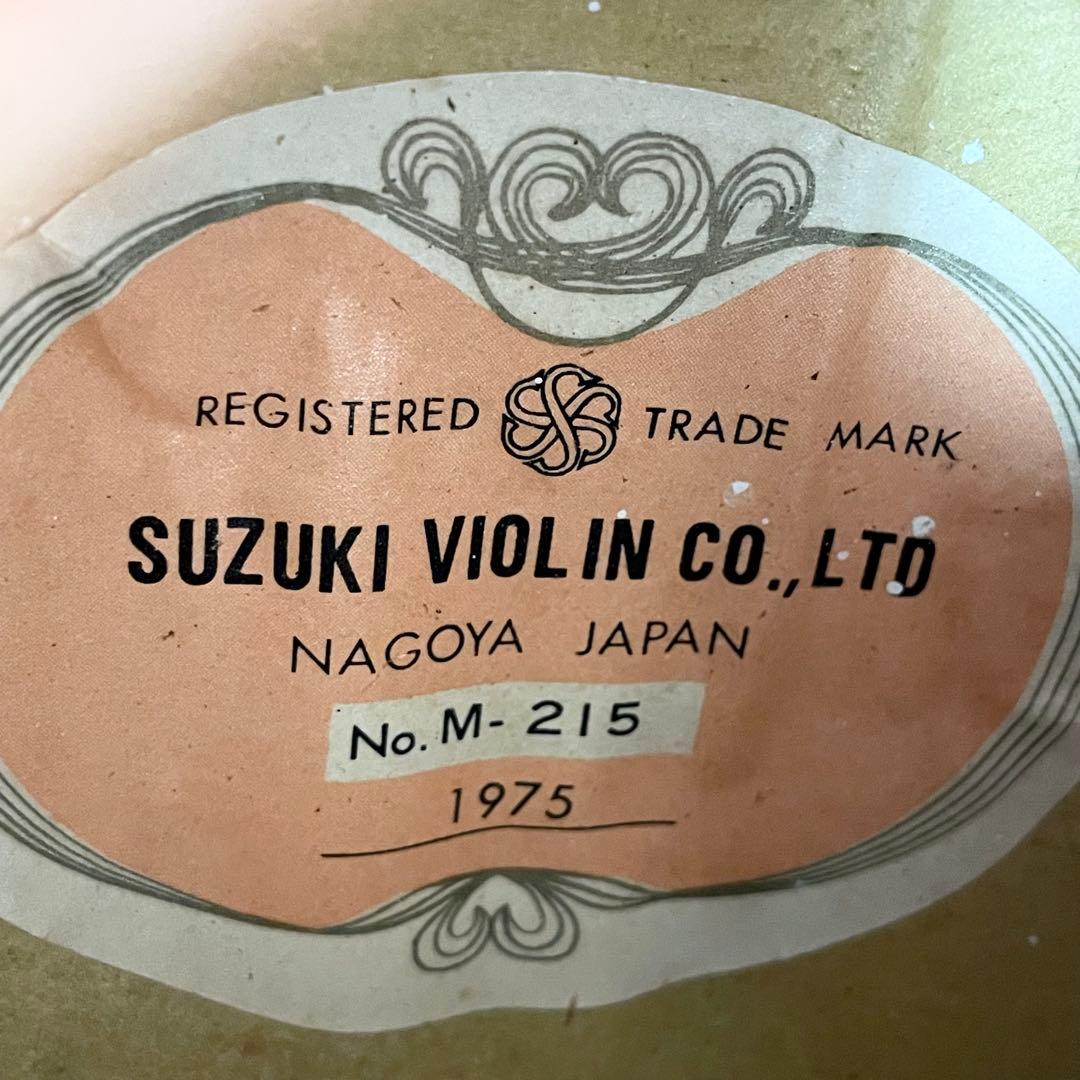 REGISTERED TRADE MARK
SUZUKI VIOLIN CO.,LTD
NAGOYA JAPAN
No. M- 215
1975